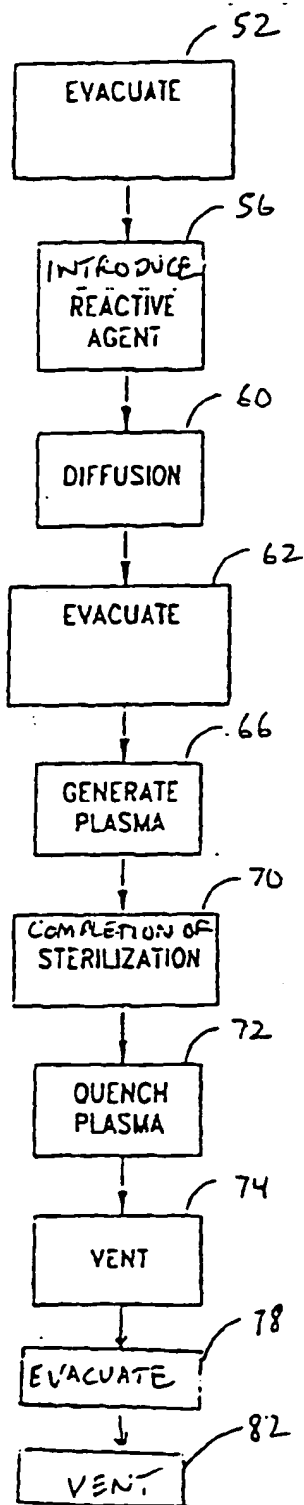 52
EVACUATE
56
INTRODUCE
REACTIVE
AGENT
60
DIFFUSION
62
EVACUATE
66
GENERATE
PLASMA
70
COMPLETION OF
STERILIZATION
72
QUENCH
PLASMA
74
VENT
78
EVACUATE
82
VENT